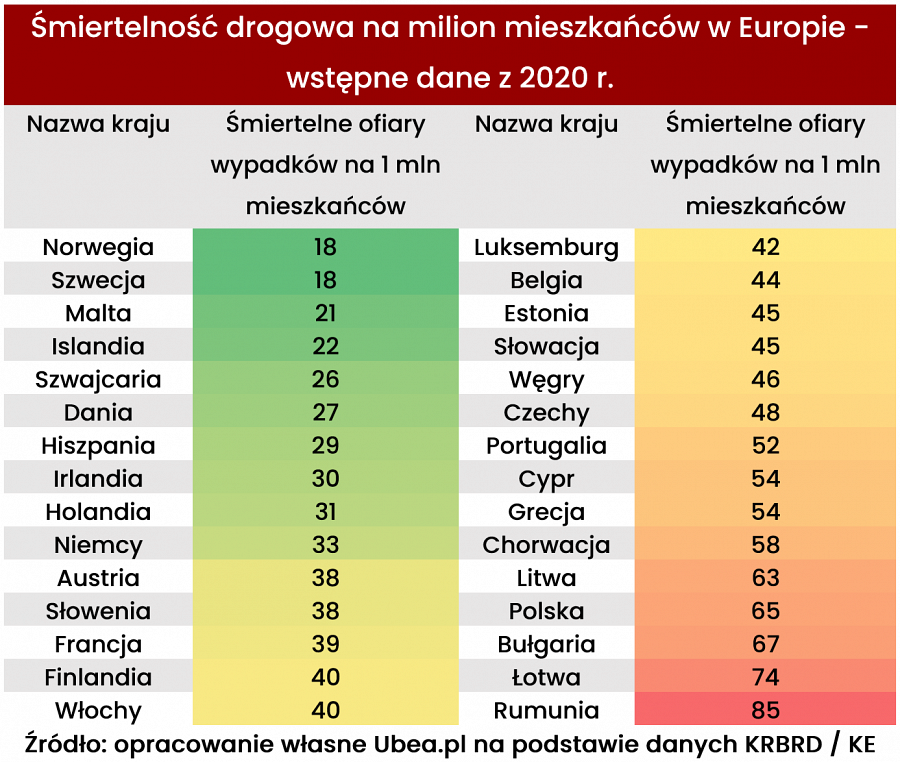 Śmiertelność drogowa na milion mieszkańców w Europie -
wstępne dane z 2020 r.
Nazwa kraju Śmiertelne ofiary Nazwa kraju Śmiertelne ofiary
wypadków na 1 mln wypadków na 1 mln
mieszkańców mieszkańców
Norwegia 18 Luksemburg 42
Szwecja 18 Belgia 44
Malta 21 Estonia 45
Islandia 22 Słowacja 45
Szwajcaria 26 Węgry 46
Dania 27 Czechy 48
Hiszpania 29 Portugalia 52
Irlandia 30 Cypr 54
Holandia 31 Grecja 54
Niemcy 33 Chorwacja 58
Austria 38 Litwa 63
Słowenia 38 Polska 65
Francja 39 Bułgaria 67
Finlandia 40 Łotwa 74
Włochy 40 Rumunia 85
Źródło: opracowanie własne Ubea.pl na podstawie danych KRBRD / KE